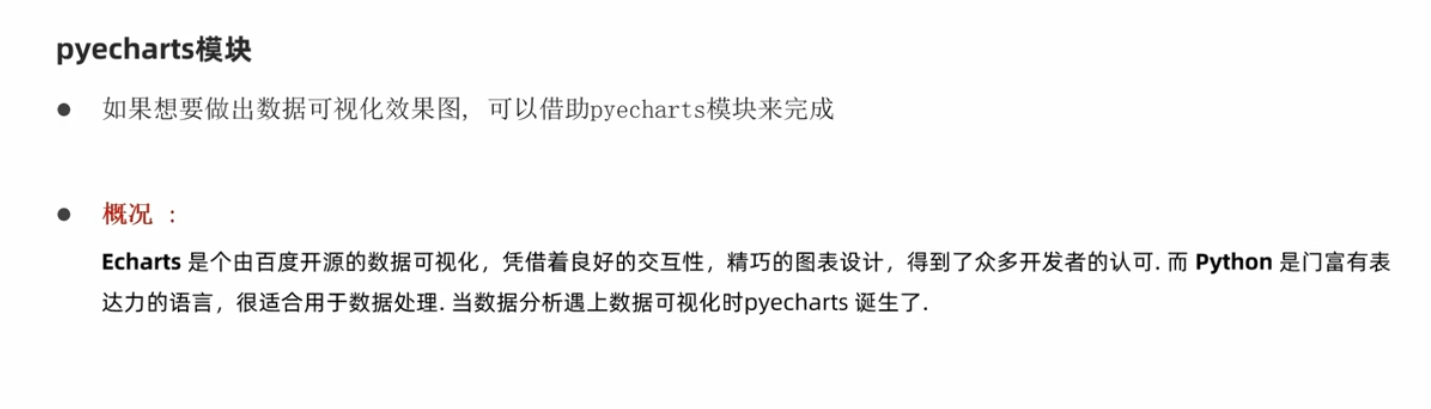 pyecharts模块
● 如果想要做出数据可视化效果图, 可以借助pyecharts模块来完成
● 概况 :
Echarts 是个由百度开源的数据可视化，凭借着良好的交互性，精巧的图表设计，得到了众多开发者的认可. 而 Python 是门富有表
达力的语言，很适合用于数据处理. 当数据分析遇上数据可视化时pyecharts 诞生了.